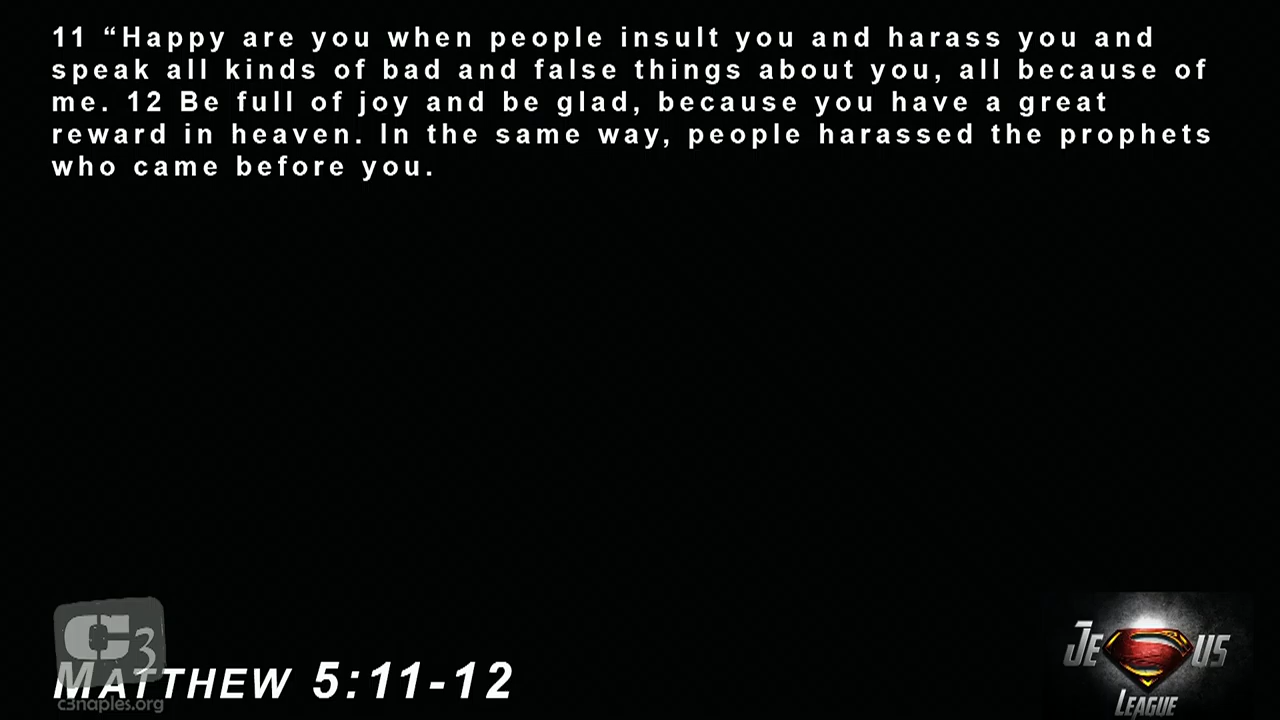 11 “Happy are you when people insult you and harass you and
speak all kinds of bad and false things about you, all because of
me. 12 Be full of joy and be glad, because you have a great
reward in heaven. In the same way, people harassed the prophets
who came before you.
C3
MATTHEW 5:11-12
c3naples.org
JESUS
LEAGUE